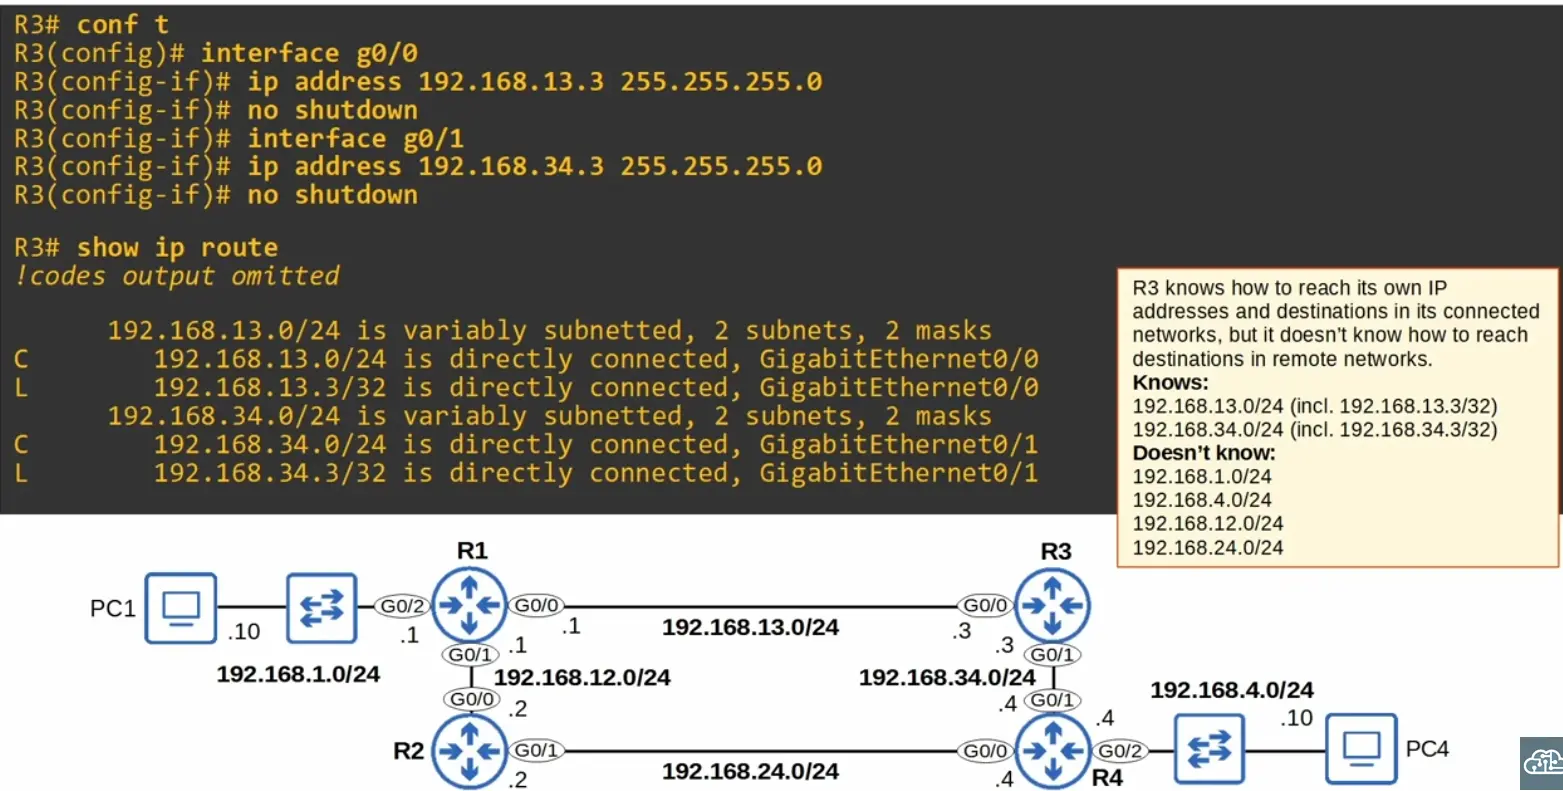 R3# conf t
R3(config)# interface g0/0
R3(config-if)# ip address 192.168.13.3 255.255.255.0
R3(config-if)# no shutdown
R3(config-if)# interface g0/1
R3(config-if)# ip address 192.168.34.3 255.255.255.0
R3(config-if)# no shutdown
R3# show ip route
!codes output omitted
192.168.13.0/24 is variably subnetted, 2 subnets, 2 masks
C 192.168.13.0/24 is directly connected, GigabitEthernet0/0
L 192.168.13.3/32 is directly connected, GigabitEthernet0/0
192.168.34.0/24 is variably subnetted, 2 subnets, 2 masks
C 192.168.34.0/24 is directly connected, GigabitEthernet0/1
L 192.168.34.3/32 is directly connected, GigabitEthernet0/1
R3 knows how to reach its own IP
addresses and destinations in its connected
networks, but it doesn't know how to reach
destinations in remote networks.
Knows:
192.168.13.0/24 (incl. 192.168.13.3/32)
192.168.34.0/24 (incl. 192.168.34.3/32)
Doesn't know:
192.168.1.0/24
192.168.4.0/24
192.168.12.0/24
192.168.24.0/24
R1
R3
PC1
G0/2
G0/0
G0/0
.10
.1
.1
192.168.13.0/24
.3
.3
.1
G0/1
G0/1
192.168.1.0/24
192.168.12.0/24
192.168.34.0/24
192.168.4.0/24
G0/0
.2
.4
G0/1
.4
.10
R2
G0/1
G0/0
G0/2
PC4
192.168.24.0/24
.2
.4
R4